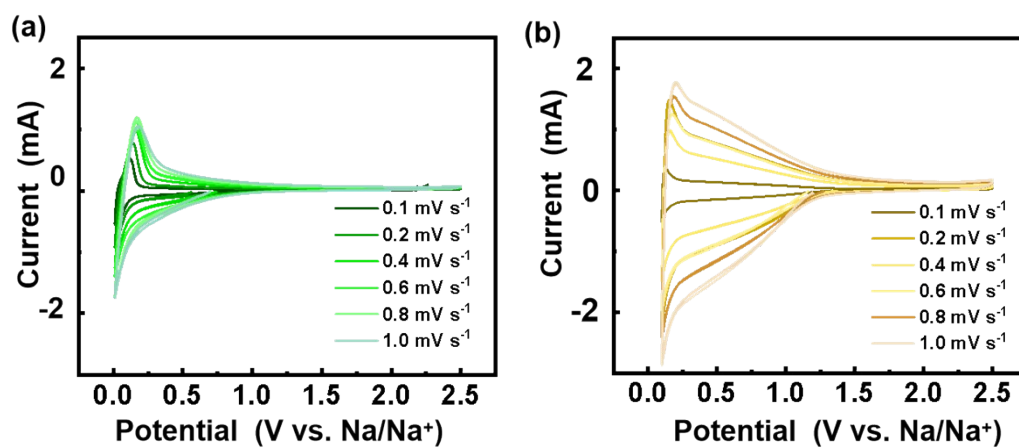 (a)
Current (mA)
2
0
-2
0.1 mV s⁻¹
0.2 mV s⁻¹
0.4 mV s⁻¹
0.6 mV s⁻¹
0.8 mV s⁻¹
1.0 mV s⁻¹
0.0 0.5 1.0 1.5 2.0 2.5
Potential (V vs. Na/Na⁺)
(b)
Current (mA)
2
0
-2
0.1 mV s⁻¹
0.2 mV s⁻¹
0.4 mV s⁻¹
0.6 mV s⁻¹
0.8 mV s⁻¹
1.0 mV s⁻¹
0.0 0.5 1.0 1.5 2.0 2.5
Potential (V vs. Na/Na⁺)